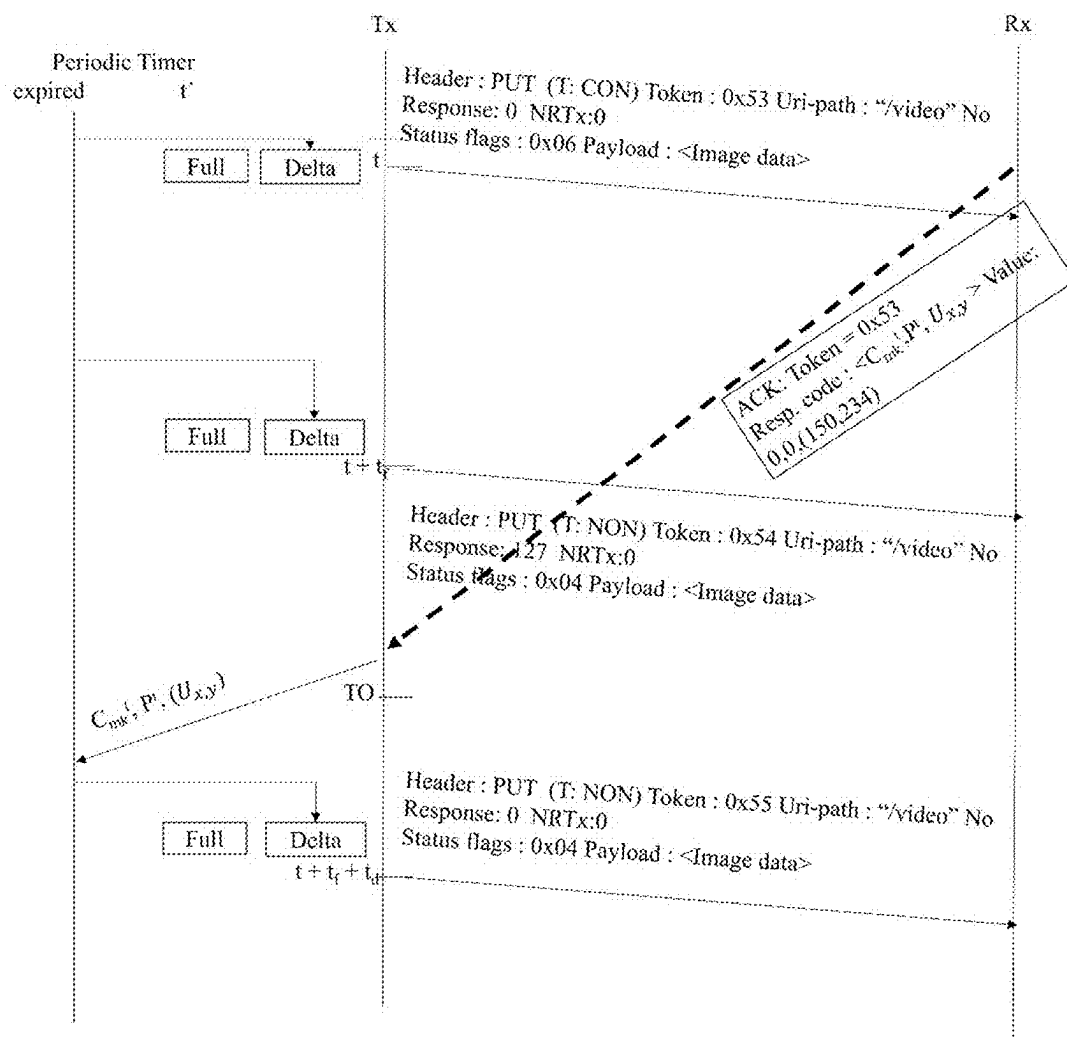 Tx
Rx
Periodic Timer
expired t'
Header : PUT (T: CON) Token : 0x53 Uri-path : “/video” No
Response: 0 NRTx:0
Status flags : 0x06 Payload : <Image data>
Full
Delta
t
ACK: Token = 0x53
Resp. code : <C_mk^t, P^t, U_x,y > Value:
0,0,(150,234)
Full
Delta
t + t_f
Header : PUT (T: NON) Token : 0x54 Uri-path : “/video” No
Response: 127 NRTx:0
Status flags : 0x04 Payload : <Image data>
C_mk^t, P^t, (U_x,y)
TO
Header : PUT (T: NON) Token : 0x55 Uri-path : “/video” No
Response: 0 NRTx:0
Status flags : 0x04 Payload : <Image data>
Full
Delta
t + t_f + t_d